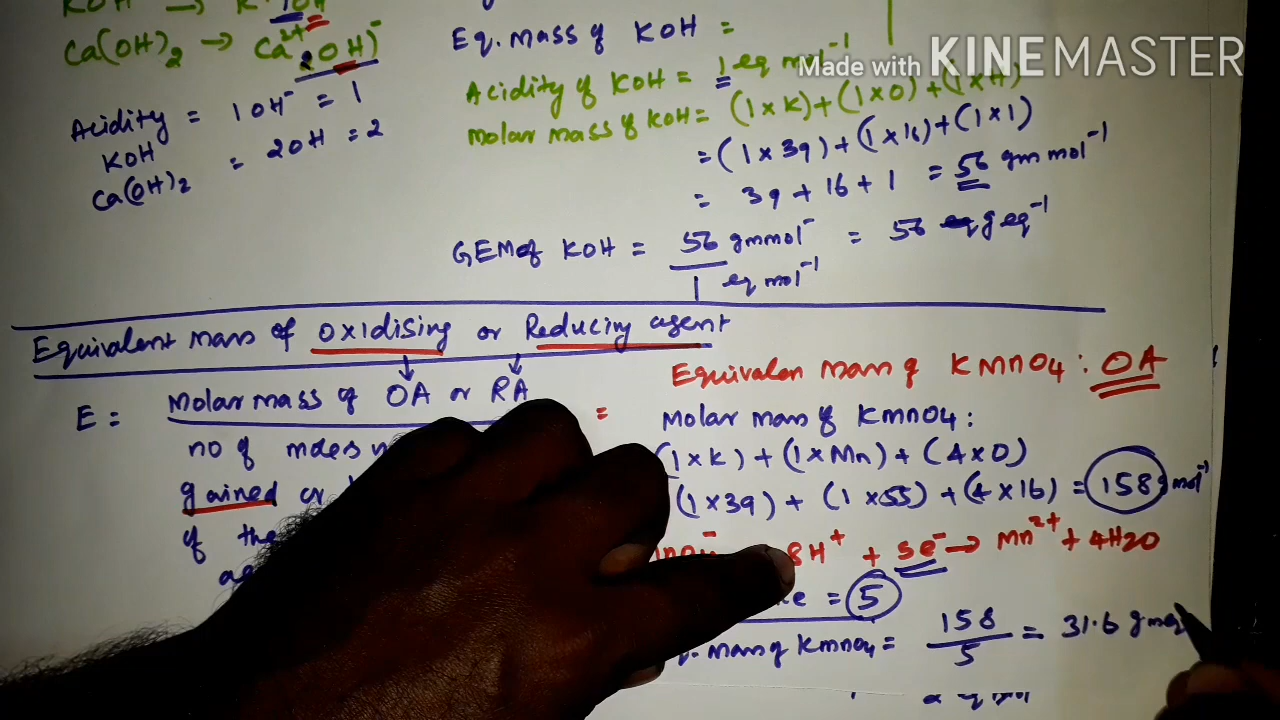 KOH →
Ca(OH)2 → Ca2+ 2OH)-
Acidity = 1OH- = 1
KOH
Ca(OH)2 = 2OH = 2
Eq. mass of KOH =
Acidity of KOH = 1 eq mol-1
Molar mass of KOH = (1×K)+(1×O)+(1×H)
= (1×39)+(1×16)+(1×1)
= 39+16+1 = 56 gm mol-1
GEM of KOH = 56 gmmol- = 56 g eq-1
1 eq mol-1
Made with KINEMASTER
Equivalent mass of oxidising or Reducing agent
E = Molar mass of OA or RA =
no of moles
gained or
of the
Equivalen mass of KMnO4: OA
Molar mass of KMnO4:
(1×K)+(1×Mn)+(4×O)
(1×39)+(1×55)+(4×16) = 158 g mol-1
8H+ + 5e- → Mn2+ + 4H2O
= 5
mass of KMnO4 = 158 = 31.6 gm eq
5